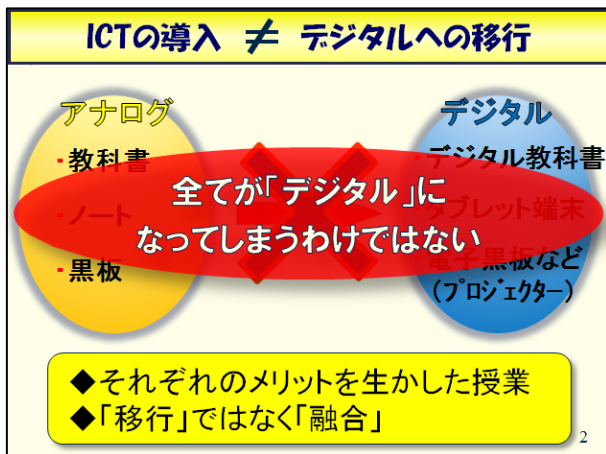 ICTの導入 ≠ デジタルへの移行
アナログ
・教科書
・ノート
・黒板
デジタル
・デジタル教科書
・タブレット端末
・電子黒板など
(プロジェクター)
全てが「デジタル」に
なってしまうわけではない
◆それぞれのメリットを生かした授業
◆「移行」ではなく「融合」
2